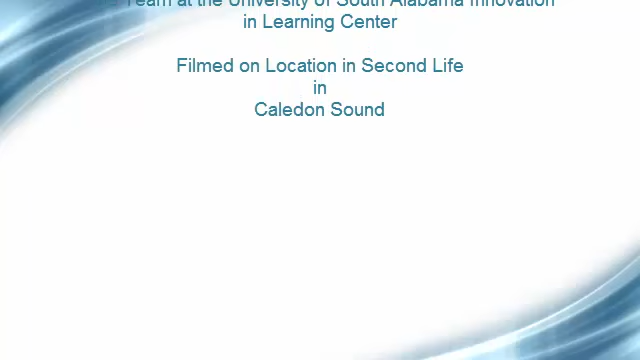 Team at the University of South Alabama Innovation
in Learning Center
Filmed on Location in Second Life
in
Caledon Sound